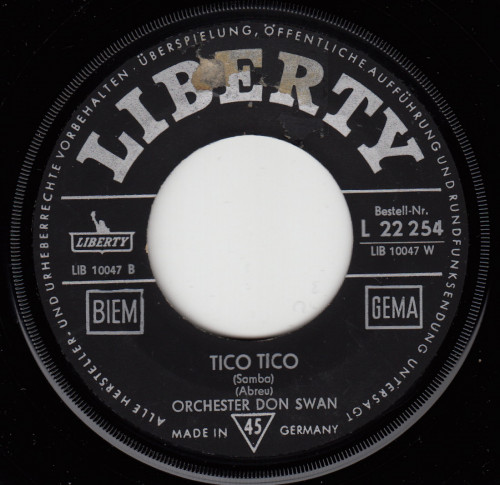 ALLE HERSTELLER- UND URHEBERRECHTE VORBEHALTEN. ÜBERSPIELUNG, ÖFFENTLICHE AUFFÜHRUNG UND RUNDFUNKSENDUNG UNTERSAGT
LIBERTY
LIBERTY
LIB 10047 B
BIEM
Bestell-Nr.
L 22 254
LIB 10047 W
GEMA
TICO TICO
(Samba)
(Abreu)
ORCHESTER DON SWAN
MADE IN 45 GERMANY